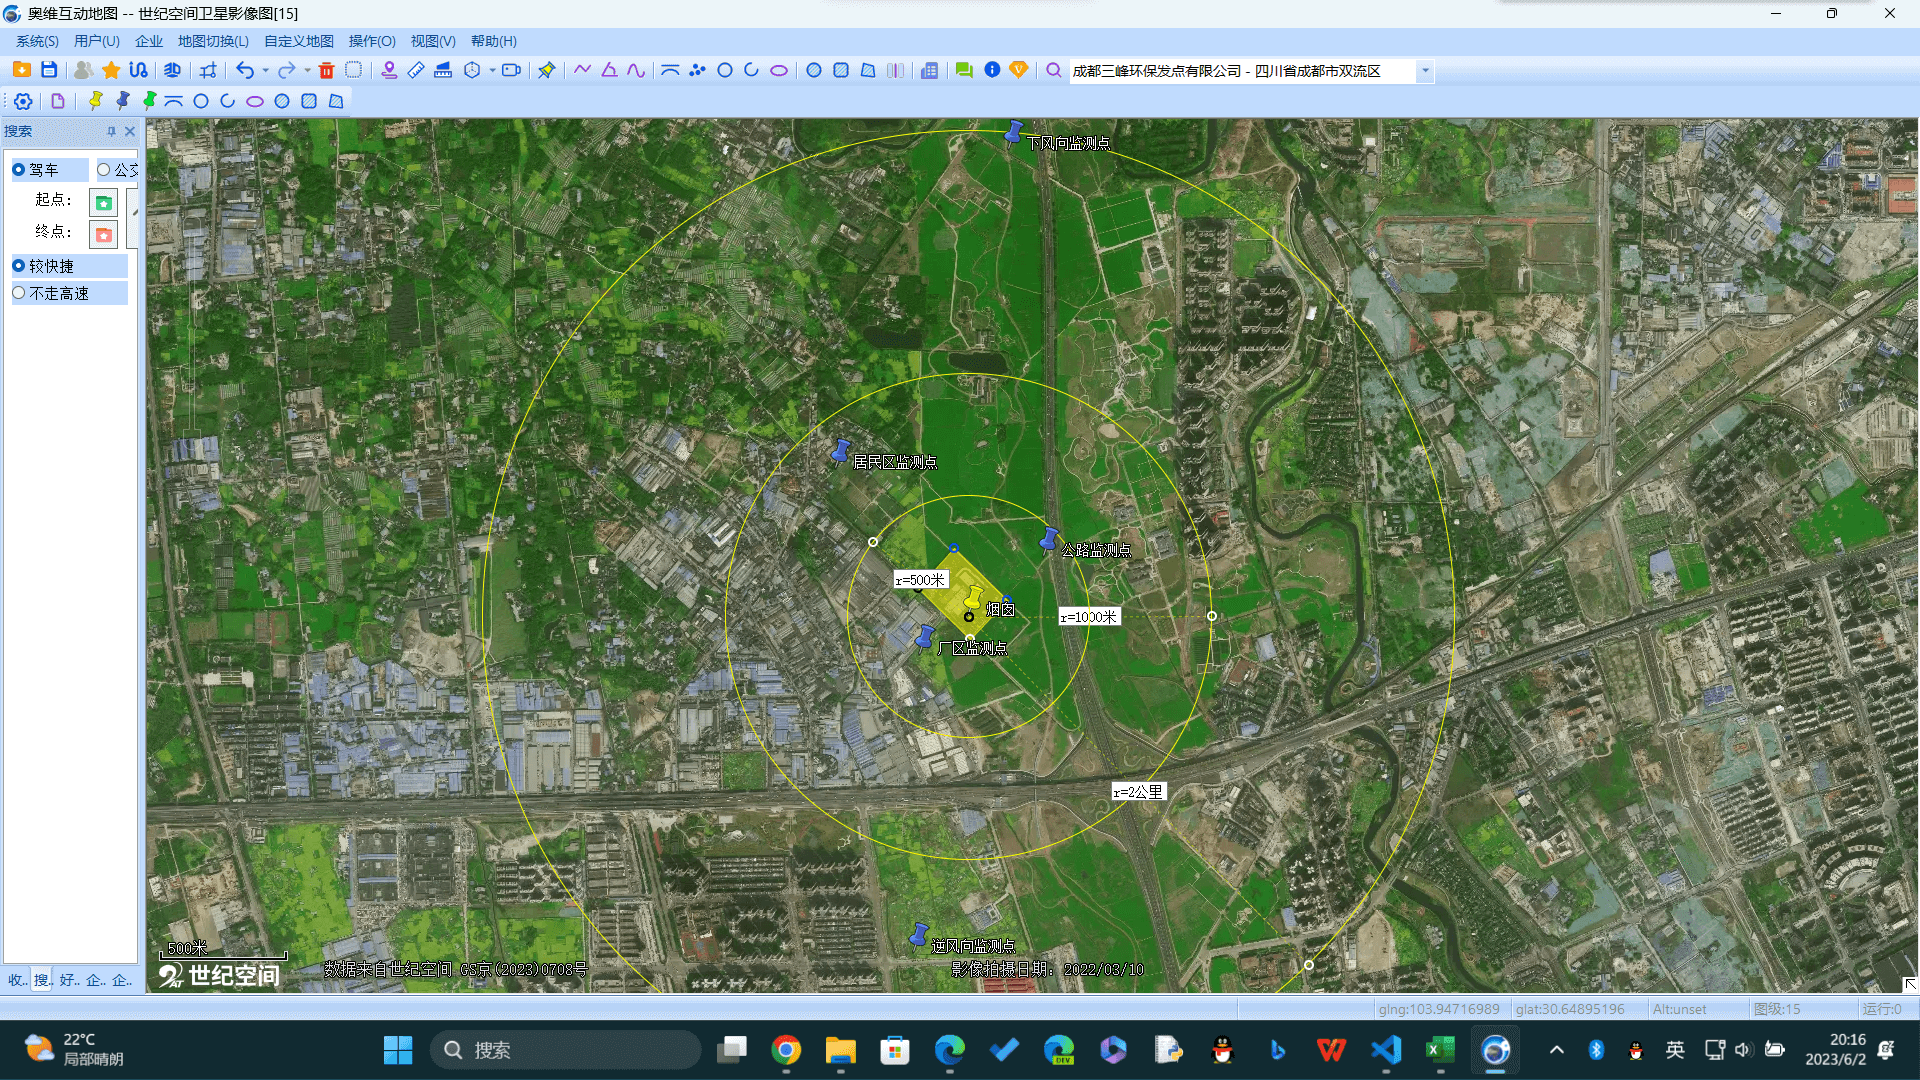 奥维互动地图 -- 世纪空间卫星影像图[15]
系统(S) 用户(U) 企业 地图切换(L) 自定义地图 操作(O) 视图(V) 帮助(H)
成都三峰环保发点有限公司 - 四川省成都市双流区
搜索
驾车 公交
起点：
终点：
较快捷
不走高速
下风向监测点
居民区监测点
公路监测点
r=500米
烟囱
r=1000米
厂区监测点
r=2公里
逆风向监测点
500米
世纪空间
数据来自世纪空间 GS京(2023)0708号
影像拍摄日期：2022/03/10
收.. 搜.. 好.. 企.. 企..
glng:103.94716989 glat:30.64895196 Alt:unset 图级:15 运行:0
22°C
局部晴朗
搜索
DEV
英
20:16
2023/6/2